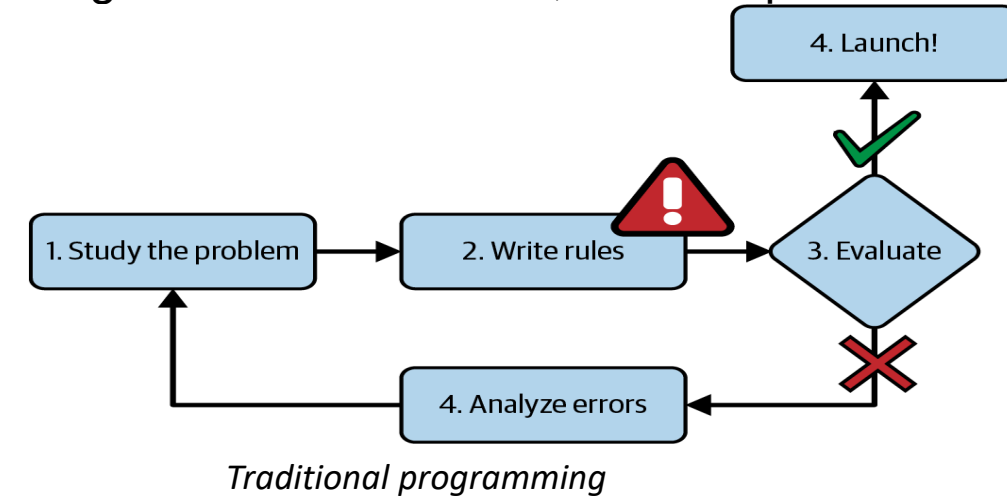 4. Launch!
1. Study the problem
2. Write rules
3. Evaluate
4. Analyze errors
Traditional programming